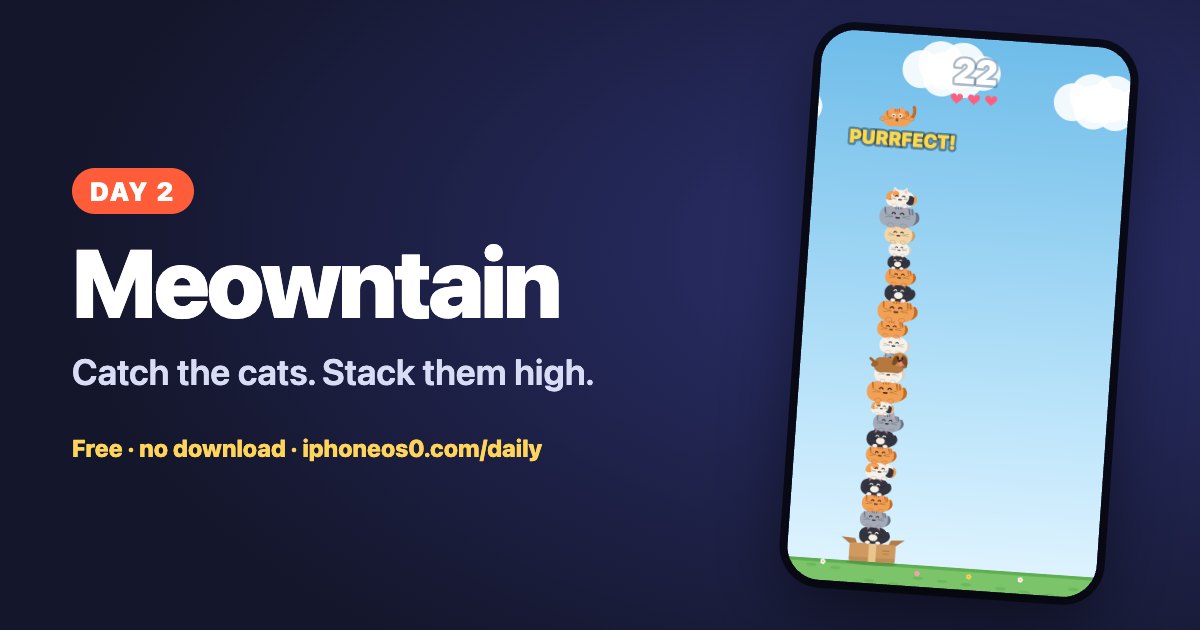 DAY 2
Meowntain
Catch the cats. Stack them high.
Free · no download · iphoneos0.com/daily
22
PURRFECT!